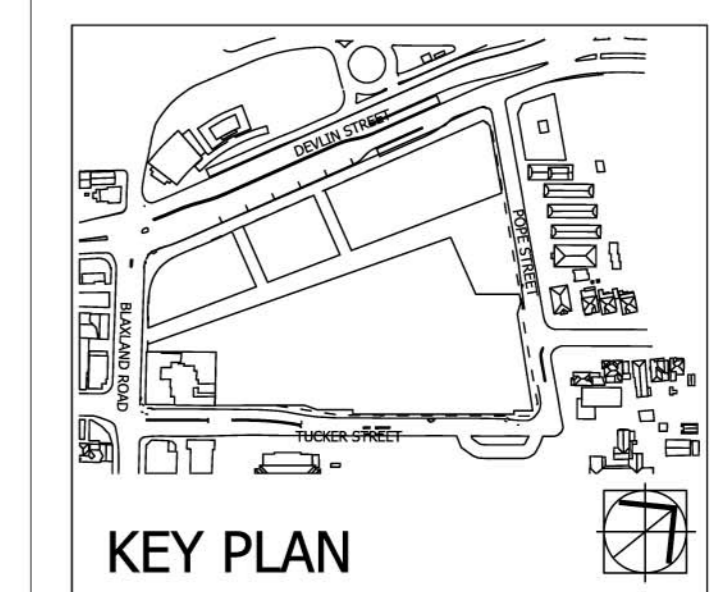 DEVLIN STREET
POPE STREET
BLAXLAND ROAD
TUCKER STREET
KEY PLAN